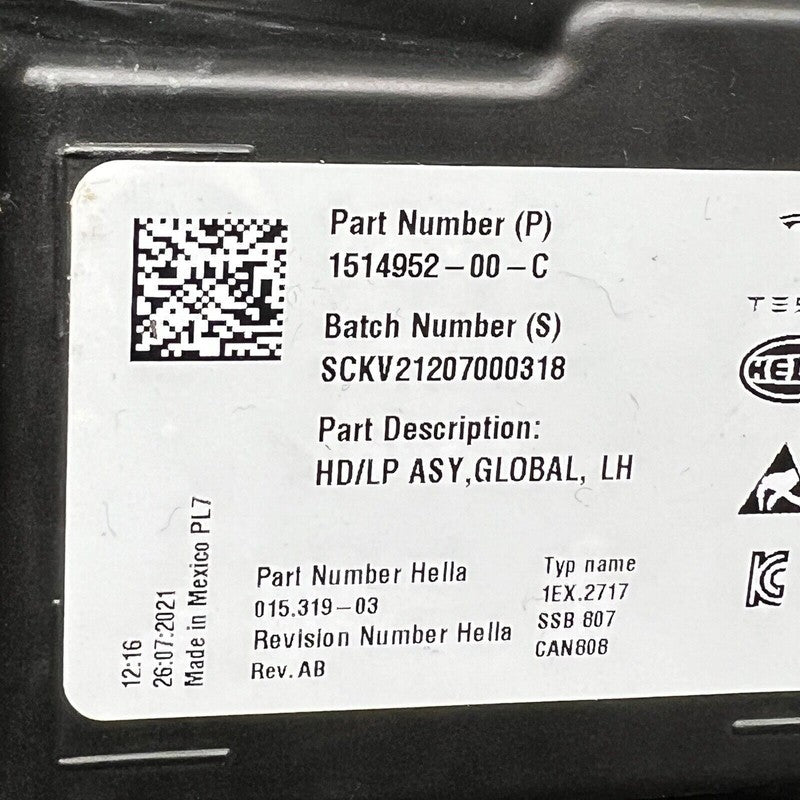 Part Number (P)
1514952-00-C
Batch Number (S)
SCKV21207000318
Part Description:
HD/LP ASY,GLOBAL, LH
Part Number Hella
015.319-03
Revision Number Hella
Rev. AB
Typ name
1EX.2717
SSB 807
CAN808
12:16
26:07:2021
Made in Mexico PL7